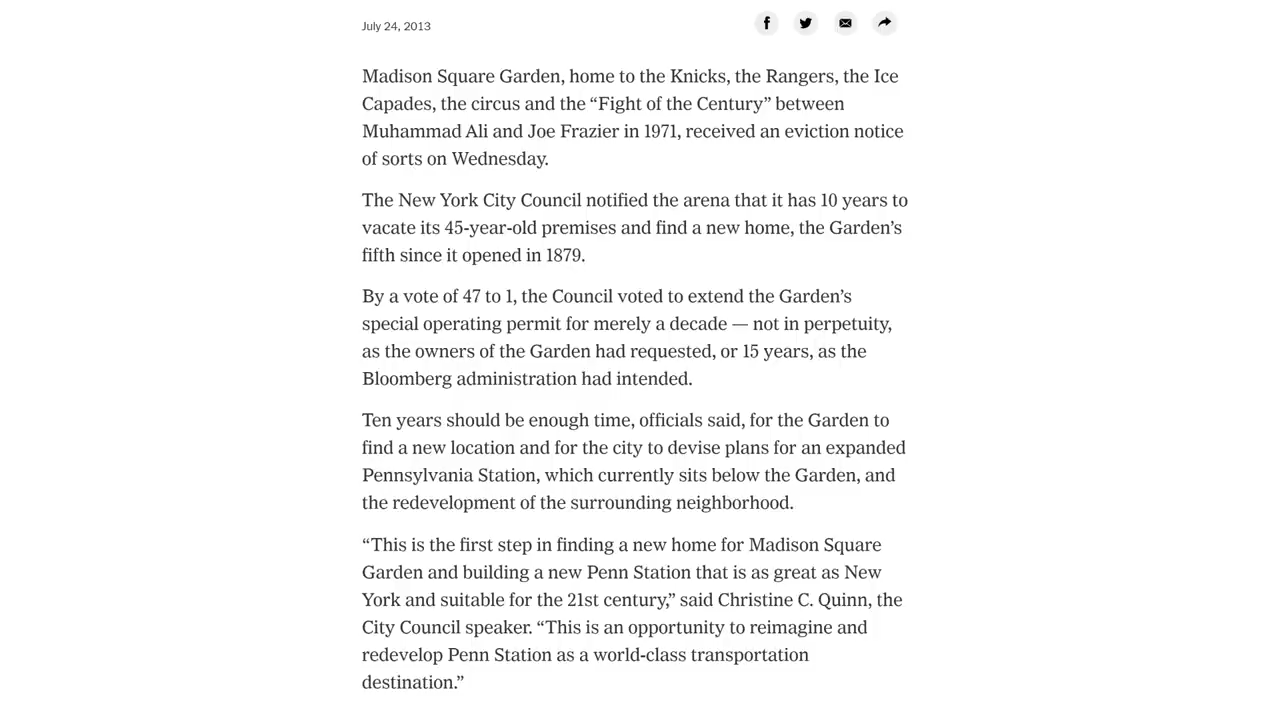 July 24, 2013
Madison Square Garden, home to the Knicks, the Rangers, the Ice
Capades, the circus and the “Fight of the Century” between
Muhammad Ali and Joe Frazier in 1971, received an eviction notice
of sorts on Wednesday.
The New York City Council notified the arena that it has 10 years to
vacate its 45-year-old premises and find a new home, the Garden’s
fifth since it opened in 1879.
By a vote of 47 to 1, the Council voted to extend the Garden’s
special operating permit for merely a decade — not in perpetuity,
as the owners of the Garden had requested, or 15 years, as the
Bloomberg administration had intended.
Ten years should be enough time, officials said, for the Garden to
find a new location and for the city to devise plans for an expanded
Pennsylvania Station, which currently sits below the Garden, and
the redevelopment of the surrounding neighborhood.
“This is the first step in finding a new home for Madison Square
Garden and building a new Penn Station that is as great as New
York and suitable for the 21st century,” said Christine C. Quinn, the
City Council speaker. “This is an opportunity to reimagine and
redevelop Penn Station as a world-class transportation
destination.”